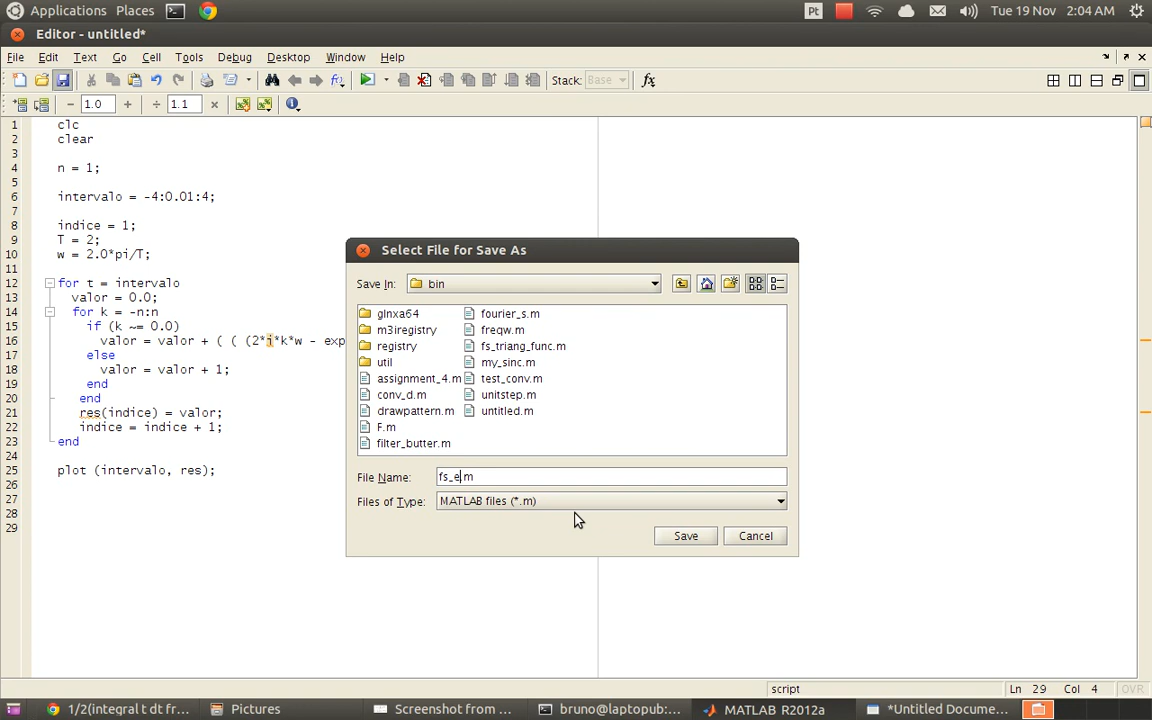 Applications Places Pt Tue 19 Nov 2:04 AM
Editor - untitled*
File Edit Text Go Cell Tools Debug Desktop Window Help
Stack: Base fx
− 1.0 + ÷ 1.1 ×
1 clc
2 clear
3
4 n = 1;
5
6 intervalo = -4:0.01:4;
7
8 indice = 1;
9 T = 2;
10 w = 2.0*pi/T;
11
12 for t = intervalo
13 valor = 0.0;
14 for k = -n:n
15 if (k ~= 0.0)
16 valor = valor + ( ( (2*i*k*w - exp
17 else
18 valor = valor + 1;
19 end
20 end
21 res(indice) = valor;
22 indice = indice + 1;
23 end
24
25 plot (intervalo, res);
26
27
28
29
Select File for Save As
Save In: bin
glnxa64 fourier_s.m
m3iregistry freqw.m
registry fs_triang_func.m
util my_sinc.m
assignment_4.m test_conv.m
conv_d.m unitstep.m
drawpattern.m untitled.m
F.m
filter_butter.m
File Name: fs_e.m
Files of Type: MATLAB files (*.m)
Save Cancel
script Ln 29 Col 4 OVR
1/2(integral t dt fr... Pictures Screenshot from ... bruno@laptopub:... MATLAB R2012a *Untitled Docume...